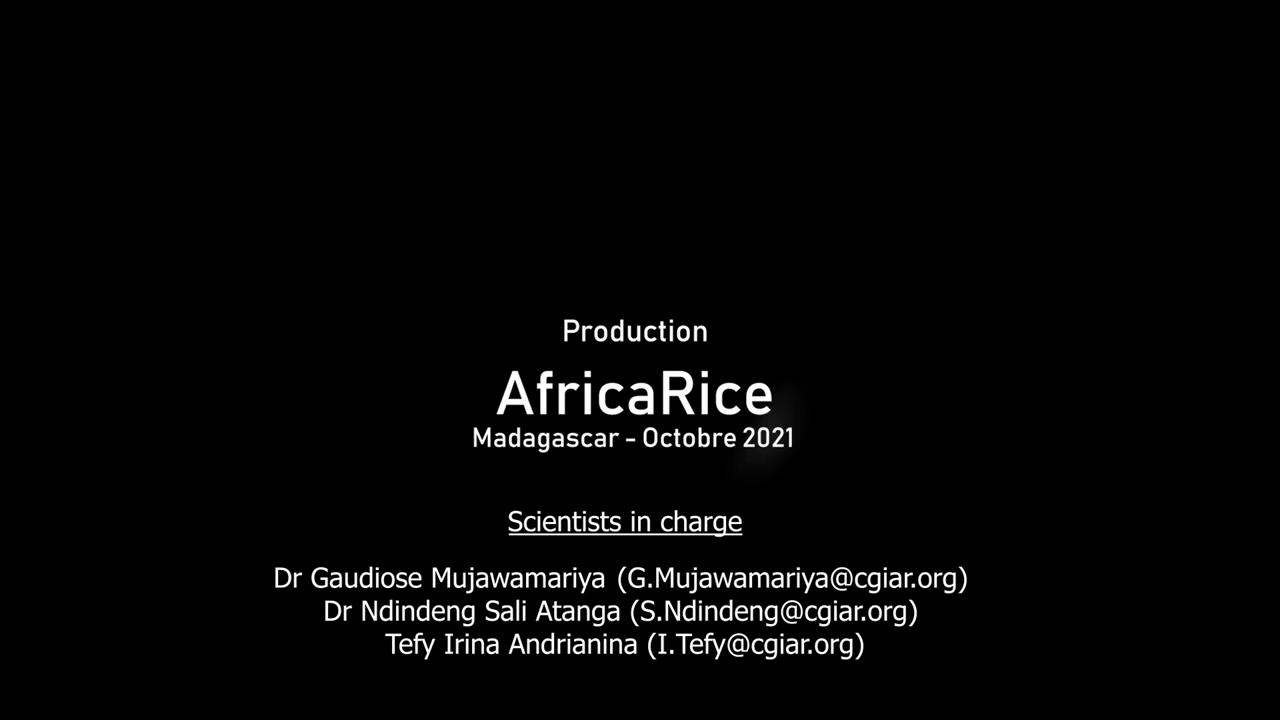 Production
AfricaRice
Madagascar - Octobre 2021
Scientists in charge
Dr Gaudiose Mujawamariya (G.Mujawamariya@cgiar.org)
Dr Ndindeng Sali Atanga (S.Ndindeng@cgiar.org)
Tefy Irina Andrianina (I.Tefy@cgiar.org)